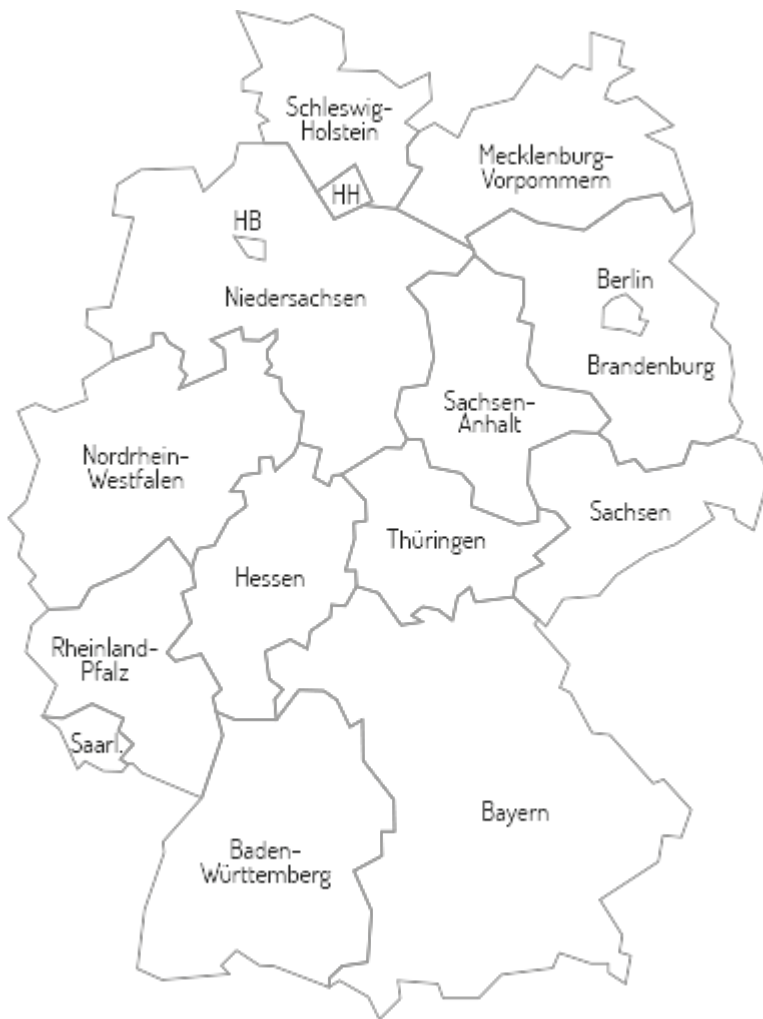 Schleswig-
Holstein
Mecklenburg-
Vorpommern
HH
HB
Niedersachsen
Berlin
Brandenburg
Sachsen-
Anhalt
Nordrhein-
Westfalen
Sachsen
Thüringen
Hessen
Rheinland-
Pfalz
Saarl.
Bayern
Baden-
Württemberg